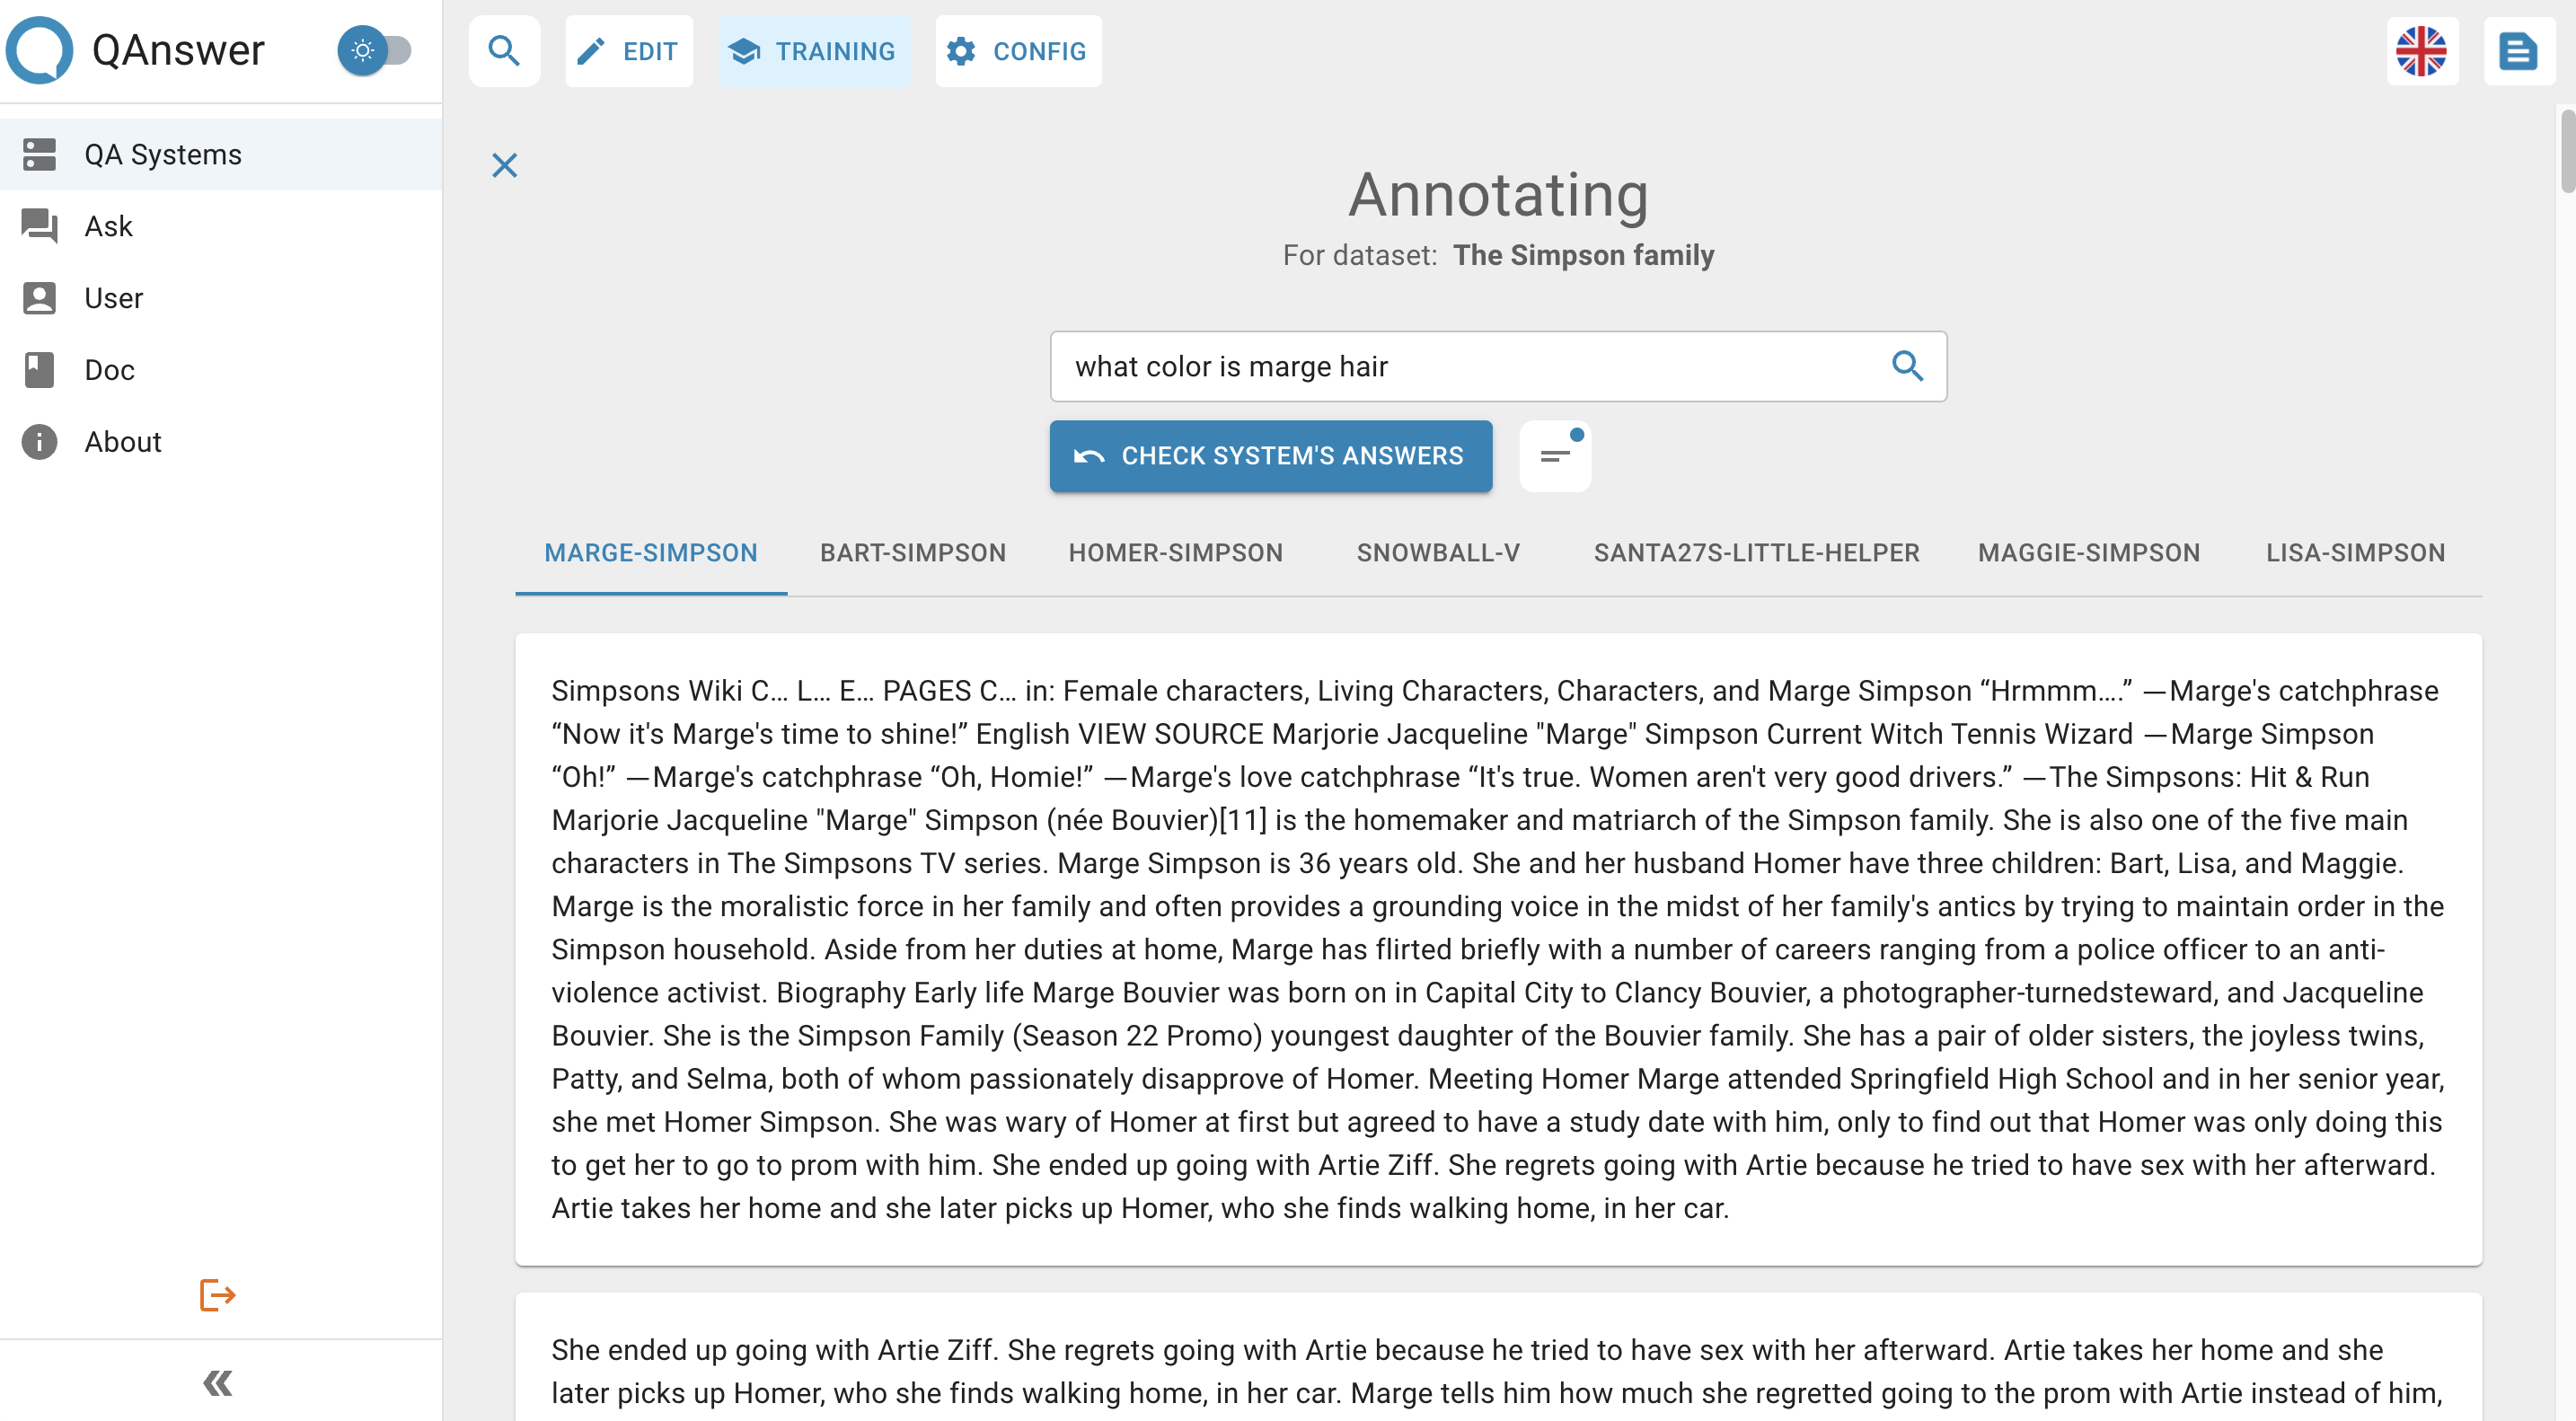 QAnswer
EDIT
TRAINING
CONFIG
QA Systems
Ask
User
Doc
About
Annotating
For dataset: The Simpson family
what color is marge hair
CHECK SYSTEM'S ANSWERS
MARGE-SIMPSON
BART-SIMPSON
HOMER-SIMPSON
SNOWBALL-V
SANTA27S-LITTLE-HELPER
MAGGIE-SIMPSON
LISA-SIMPSON
Simpsons Wiki C… L… E… PAGES C… in: Female characters, Living Characters, Characters, and Marge Simpson “Hrmmm….” —Marge's catchphrase
“Now it's Marge's time to shine!” English VIEW SOURCE Marjorie Jacqueline "Marge" Simpson Current Witch Tennis Wizard —Marge Simpson
“Oh!” —Marge's catchphrase “Oh, Homie!” —Marge's love catchphrase “It's true. Women aren't very good drivers.” —The Simpsons: Hit & Run
Marjorie Jacqueline "Marge" Simpson (née Bouvier)[11] is the homemaker and matriarch of the Simpson family. She is also one of the five main
characters in The Simpsons TV series. Marge Simpson is 36 years old. She and her husband Homer have three children: Bart, Lisa, and Maggie.
Marge is the moralistic force in her family and often provides a grounding voice in the midst of her family's antics by trying to maintain order in the
Simpson household. Aside from her duties at home, Marge has flirted briefly with a number of careers ranging from a police officer to an anti-
violence activist. Biography Early life Marge Bouvier was born on in Capital City to Clancy Bouvier, a photographer-turnedsteward, and Jacqueline
Bouvier. She is the Simpson Family (Season 22 Promo) youngest daughter of the Bouvier family. She has a pair of older sisters, the joyless twins,
Patty, and Selma, both of whom passionately disapprove of Homer. Meeting Homer Marge attended Springfield High School and in her senior year,
she met Homer Simpson. She was wary of Homer at first but agreed to have a study date with him, only to find out that Homer was only doing this
to get her to go to prom with him. She ended up going with Artie Ziff. She regrets going with Artie because he tried to have sex with her afterward.
Artie takes her home and she later picks up Homer, who she finds walking home, in her car.
She ended up going with Artie Ziff. She regrets going with Artie because he tried to have sex with her afterward. Artie takes her home and she
later picks up Homer, who she finds walking home, in her car. Marge tells him how much she regretted going to the prom with Artie instead of him,